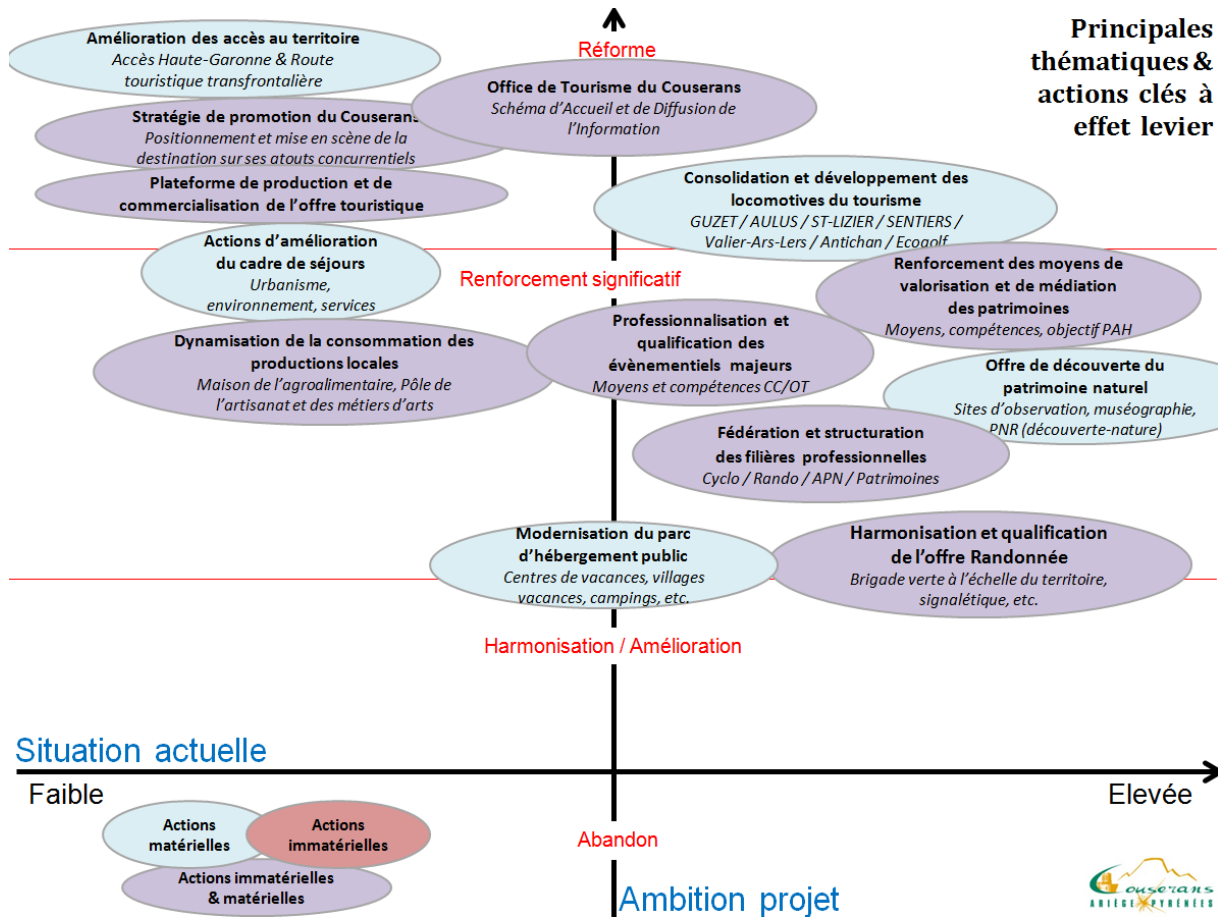 Principales
thématiques &
actions clés à
effet levier
Réforme
Amélioration des accès au territoire
Accès Haute-Garonne & Route
touristique transfrontalière
Office de Tourisme du Couserans
Schéma d'Accueil et de Diffusion de
l'Information
Stratégie de promotion du Couserans
Positionnement et mise en scène de la
destination sur ses atouts concurrentiels
Plateforme de production et de
commercialisation de l'offre touristique
Consolidation et développement des
locomotives du tourisme
GUZET / AULUS / ST-LIZIER / SENTIERS /
Valier-Ars-Lers / Antichan / Ecogolf
Actions d'amélioration
du cadre de séjours
Urbanisme,
environnement, services
Renforcement significatif
Renforcement des moyens de
valorisation et de médiation
des patrimoines
Moyens, compétences, objectif PAH
Dynamisation de la consommation des
productions locales
Maison de l'agroalimentaire, Pôle de
l'artisanat et des métiers d'arts
Professionnalisation et
qualification des
évènementiels majeurs
Moyens et compétences CC/OT
Offre de découverte du
patrimoine naturel
Sites d'observation, muséographie,
PNR (découverte-nature)
Fédération et structuration
des filières professionnelles
Cyclo / Rando / APN / Patrimoines
Modernisation du parc
d'hébergement public
Centres de vacances, villages
vacances, campings, etc.
Harmonisation et qualification
de l'offre Randonnée
Brigade verte à l'échelle du territoire,
signalétique, etc.
Harmonisation / Amélioration
Situation actuelle
Faible
Elevée
Actions
matérielles
Actions
immatérielles
Actions immatérielles
& matérielles
Abandon
Ambition projet
Couserans
ARIÈGE PYRÉNÉES